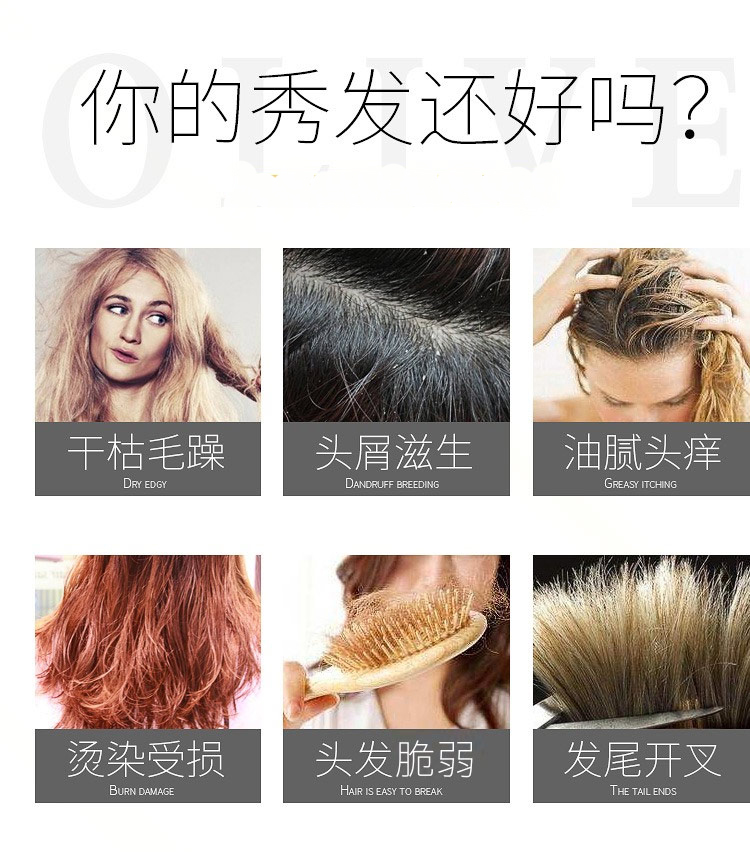 OLIVE
你的秀发还好吗？
干枯毛躁
DRY EDGY
头屑滋生
DANDRUFF BREEDING
油腻头痒
GREASY ITCHING
烫染受损
BURN DAMAGE
头发脆弱
HAIR IS EASY TO BREAK
发尾开叉
THE TAIL ENDS